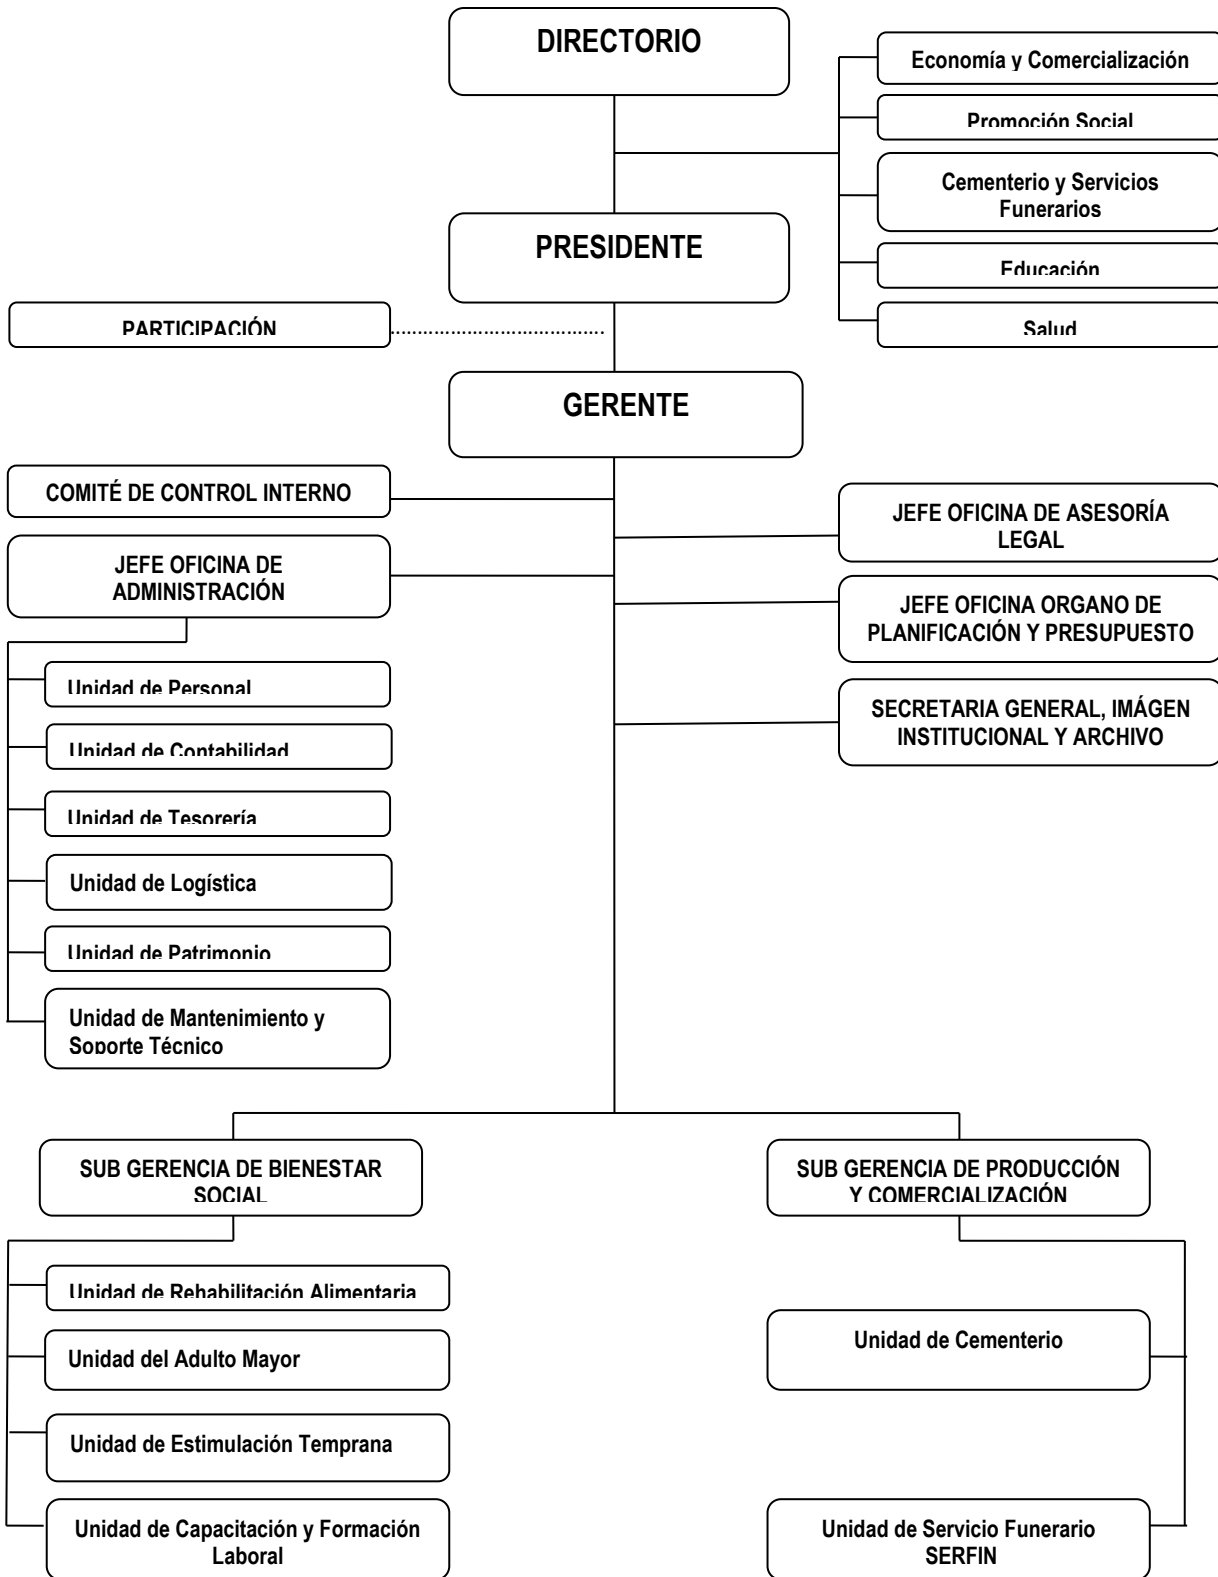 DIRECTORIO
Economía y Comercialización
Promoción Social
Cementerio y Servicios
Funerarios
PRESIDENTE
Educación
PARTICIPACIÓN
Salud
GERENTE
COMITÉ DE CONTROL INTERNO
JEFE OFICINA DE ASESORÍA
LEGAL
JEFE OFICINA DE
ADMINISTRACIÓN
JEFE OFICINA ORGANO DE
PLANIFICACIÓN Y PRESUPUESTO
Unidad de Personal
SECRETARIA GENERAL, IMÁGEN
INSTITUCIONAL Y ARCHIVO
Unidad de Contabilidad
Unidad de Tesorería
Unidad de Logística
Unidad de Patrimonio
Unidad de Mantenimiento y
Soporte Técnico
SUB GERENCIA DE BIENESTAR
SOCIAL
SUB GERENCIA DE PRODUCCIÓN
Y COMERCIALIZACIÓN
Unidad de Rehabilitación Alimentaria
Unidad del Adulto Mayor
Unidad de Cementerio
Unidad de Estimulación Temprana
Unidad de Capacitación y Formación
Laboral
Unidad de Servicio Funerario
SERFIN